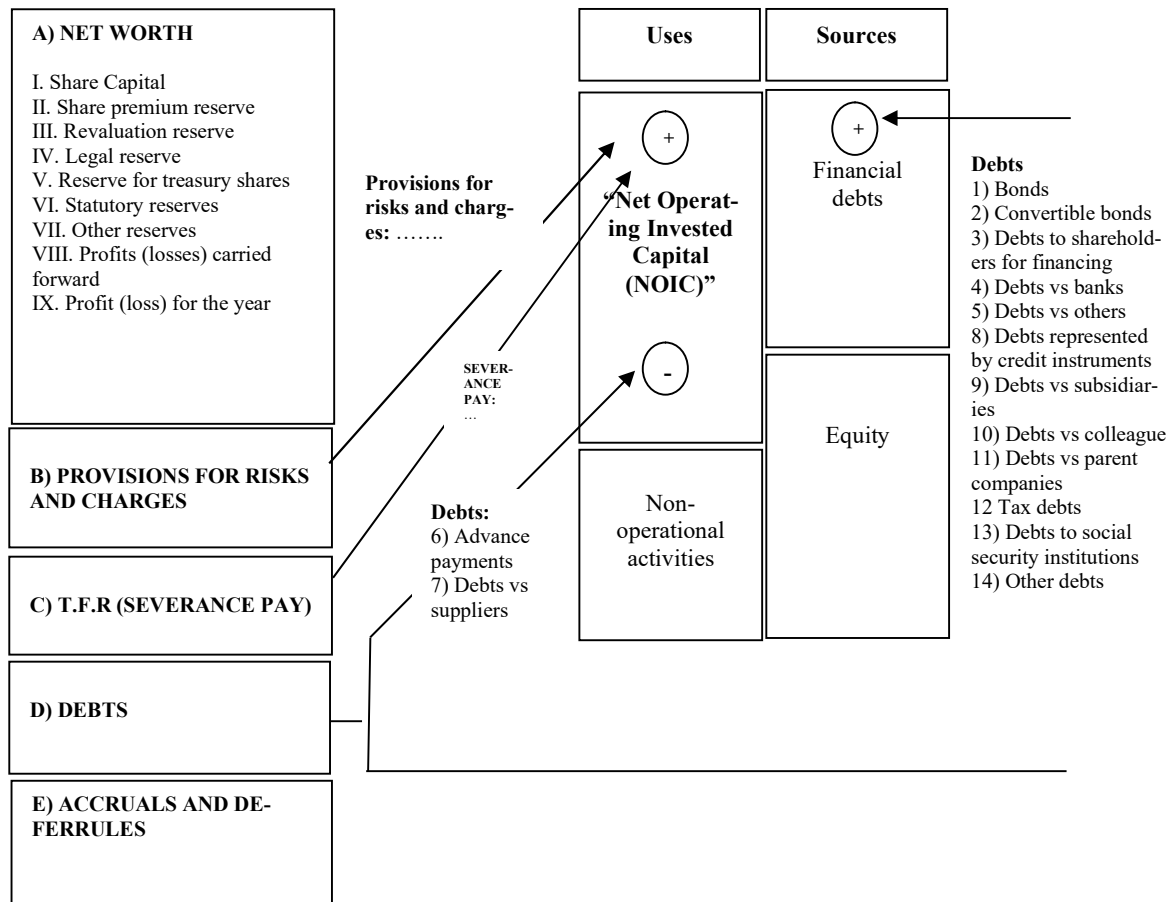 A) NET WORTH
I. Share Capital
II. Share premium reserve
III. Revaluation reserve
IV. Legal reserve
V. Reserve for treasury shares
VI. Statutory reserves
VII. Other reserves
VIII. Profits (losses) carried
forward
IX. Profit (loss) for the year
B) PROVISIONS FOR RISKS
AND CHARGES
C) T.F.R (SEVERANCE PAY)
D) DEBTS
E) ACCRUALS AND DE-
FERRULES
Provisions for
risks and charg-
es: .......
SEVER-
ANCE
PAY:
...
Debts:
6) Advance
payments
7) Debts vs
suppliers
Uses
+
“Net Operat-
ing Invested
Capital
(NOIC)”
-
Non-
operational
activities
Sources
+
Financial
debts
Equity
Debts
1) Bonds
2) Convertible bonds
3) Debts to sharehold-
ers for financing
4) Debts vs banks
5) Debts vs others
8) Debts represented
by credit instruments
9) Debts vs subsidiar-
ies
10) Debts vs colleague
11) Debts vs parent
companies
12 Tax debts
13) Debts to social
security institutions
14) Other debts